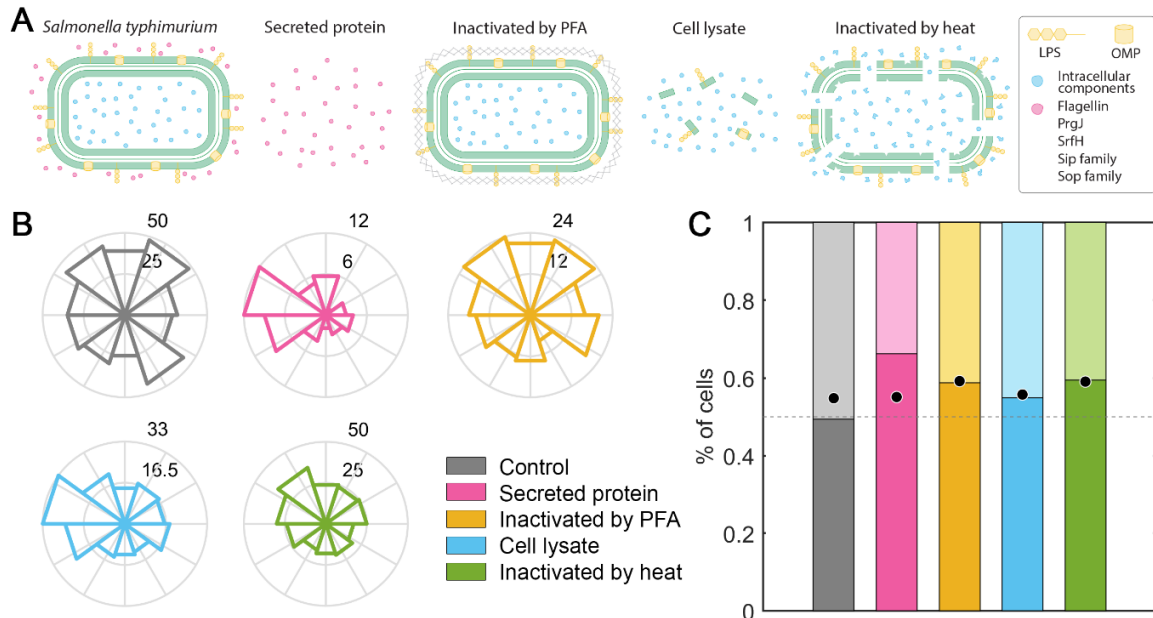 A
Salmonella typhimurium
Secreted protein
Inactivated by PFA
Cell lysate
Inactivated by heat
LPS
OMP
Intracellular
components
Flagellin
PrgJ
SrfH
Sip family
Sop family
B
50
25
12
6
24
12
33
16.5
50
25
Control
Secreted protein
Inactivated by PFA
Cell lysate
Inactivated by heat
C
% of cells
1
0.8
0.6
0.4
0.2
0